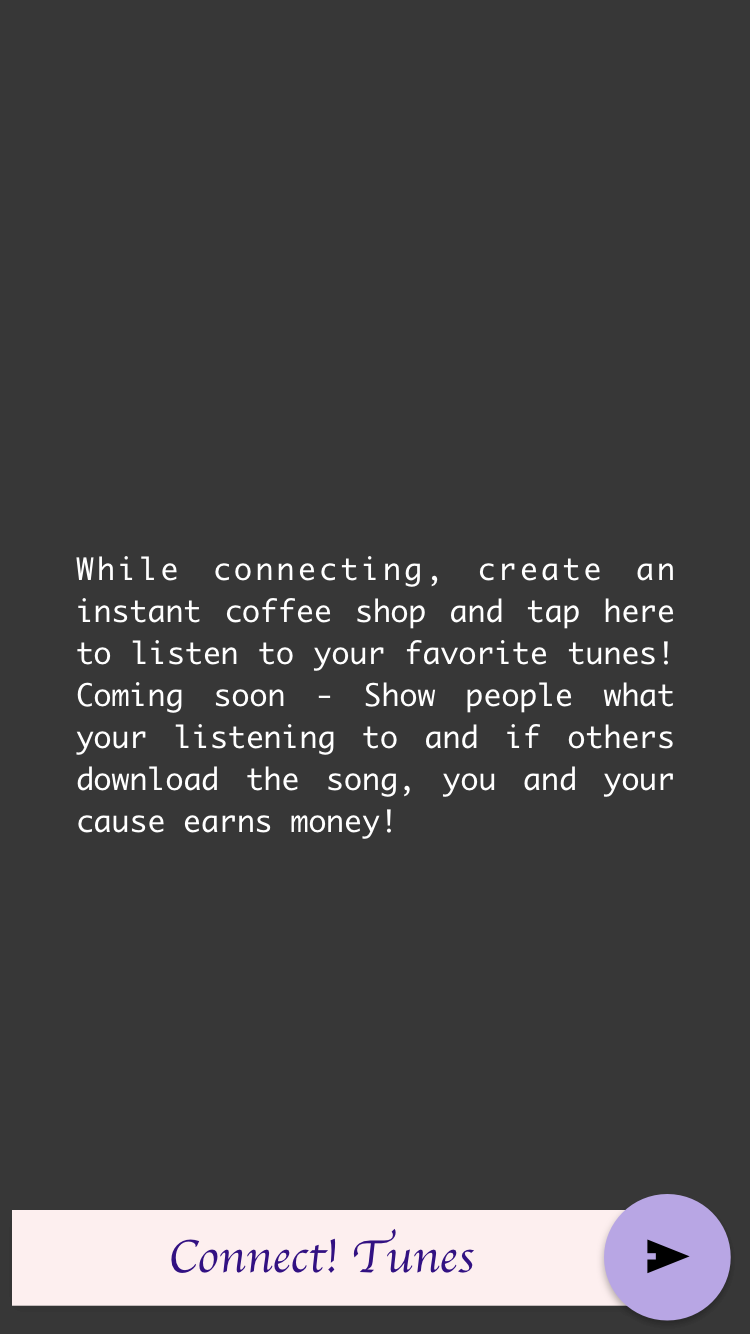 While connecting, create an
instant coffee shop and tap here
to listen to your favorite tunes!
Coming soon - Show people what
your listening to and if others
download the song, you and your
cause earns money!
Connect! Tunes